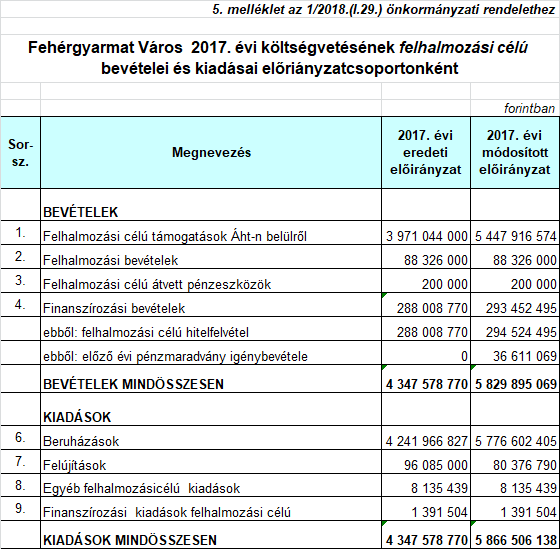 5. melléklet az 1/2018.(I.29.) önkormányzati rendelethez
Fehérgyarmat Város 2017. évi költségvetésének felhalmozási célú
bevételei és kiadásai előriányzatcsoportonként
forintban
Sor-sz. Megnevezés 2017. évi eredeti előirányzat 2017. évi módosított előirányzat
BEVÉTELEK
1. Felhalmozási célú támogatások Áht-n belülről 3 971 044 000 5 447 916 574
2. Felhalmozási bevételek 88 326 000 88 326 000
3. Felhalmozási célú átvett pénzeszközök 200 000 200 000
4. Finanszírozási bevételek 288 008 770 293 452 495
ebből: felhalmozási célú hitelfelvétel 288 008 770 294 524 495
ebből: előző évi pénzmaradvány igénybevétele 0 36 611 069
BEVÉTELEK MINDÖSSZESEN 4 347 578 770 5 829 895 069
KIADÁSOK
6. Beruházások 4 241 966 827 5 776 602 405
7. Felújítások 96 085 000 80 376 790
8. Egyéb felhalmozásicélú kiadások 8 135 439 8 135 439
9. Finanszírozási kiadások felhalmozási célú 1 391 504 1 391 504
KIADÁSOK MINDÖSSZESEN 4 347 578 770 5 866 506 138